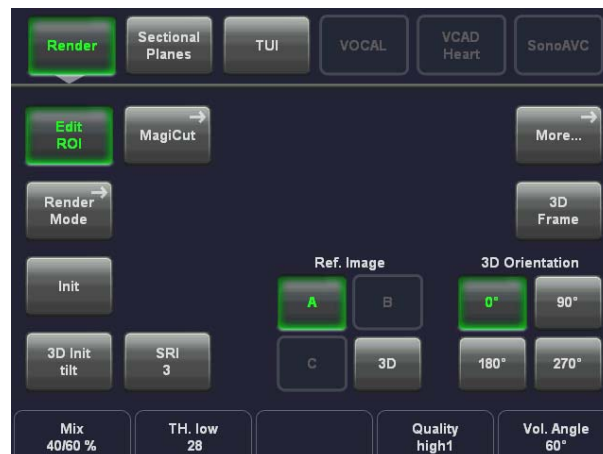 Render
Sectional
Planes
TUI
VOCAL
VCAD
Heart
SonoAVC
Edit
ROI
MagiCut
More...
Render
Mode
3D
Frame
Ref. Image
3D Orientation
Init
A
B
0°
90°
3D Init
tilt
SRI
3
C
3D
180°
270°
Mix
40/60 %
TH. low
28
Quality
high1
Vol. Angle
60°